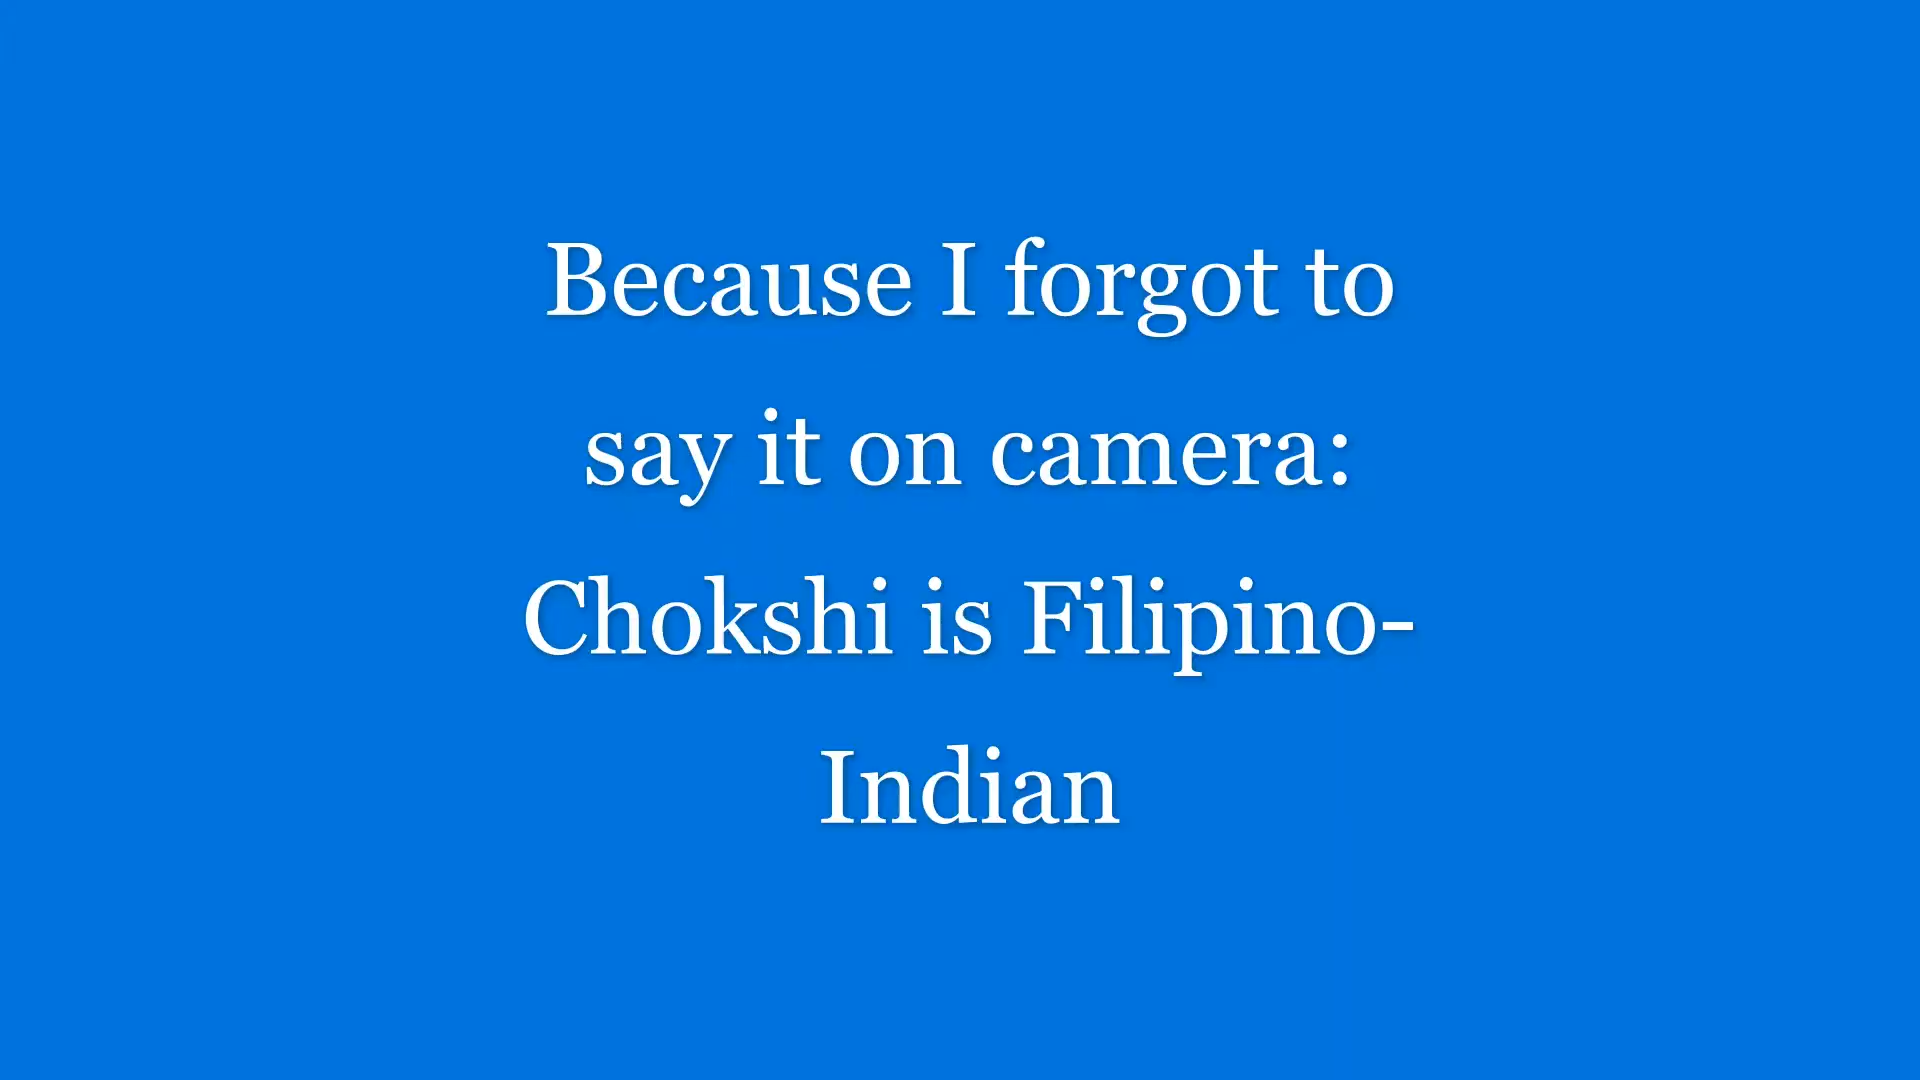 Because I forgot to
say it on camera:
Chokshi is Filipino-
Indian